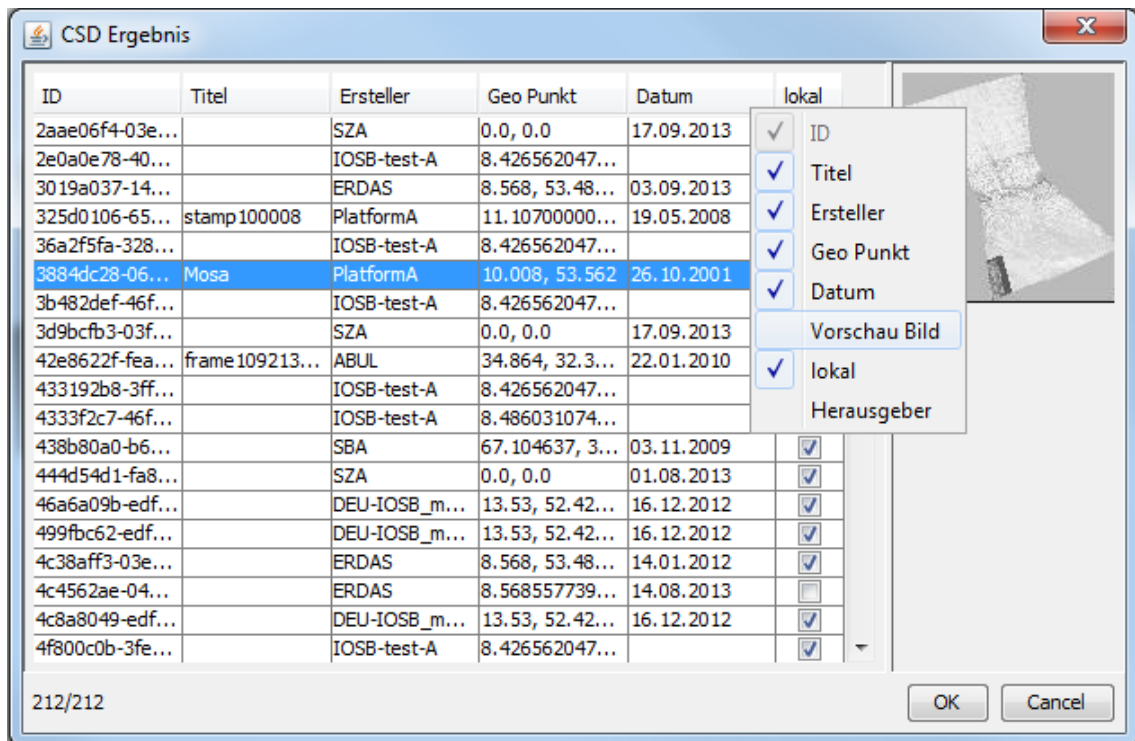 CSD Ergebnis
ID Titel Ersteller Geo Punkt Datum lokal
2aae06f4-03e... SZA 0.0, 0.0 17.09.2013
2e0a0e78-40... IOSB-test-A 8.426562047...
3019a037-14... ERDAS 8.568, 53.48... 03.09.2013
325d0106-65... stamp100008 PlatformA 11.10700000... 19.05.2008
36a2f5fa-328... IOSB-test-A 8.426562047...
3884dc28-06... Mosa PlatformA 10.008, 53.562 26.10.2001
3b482def-46f... IOSB-test-A 8.426562047...
3d9bcfb3-03f... SZA 0.0, 0.0 17.09.2013
42e8622f-fea... frame109213... ABUL 34.864, 32.3... 22.01.2010
433192b8-3ff... IOSB-test-A 8.426562047...
4333f2c7-46f... IOSB-test-A 8.486031074...
438b80a0-b6... SBA 67.104637, 3... 03.11.2009
444d54d1-fa8... SZA 0.0, 0.0 01.08.2013
46a6a09b-edf... DEU-IOSB_m... 13.53, 52.42... 16.12.2012
499fbc62-edf... DEU-IOSB_m... 13.53, 52.42... 16.12.2012
4c38aff3-03e... ERDAS 8.568, 53.48... 14.01.2012
4c4562ae-04... ERDAS 8.568557739... 14.08.2013
4c8a8049-edf... DEU-IOSB_m... 13.53, 52.42... 16.12.2012
4f800c0b-3fe... IOSB-test-A 8.426562047...
ID
Titel
Ersteller
Geo Punkt
Datum
Vorschau Bild
lokal
Herausgeber
212/212
OK Cancel